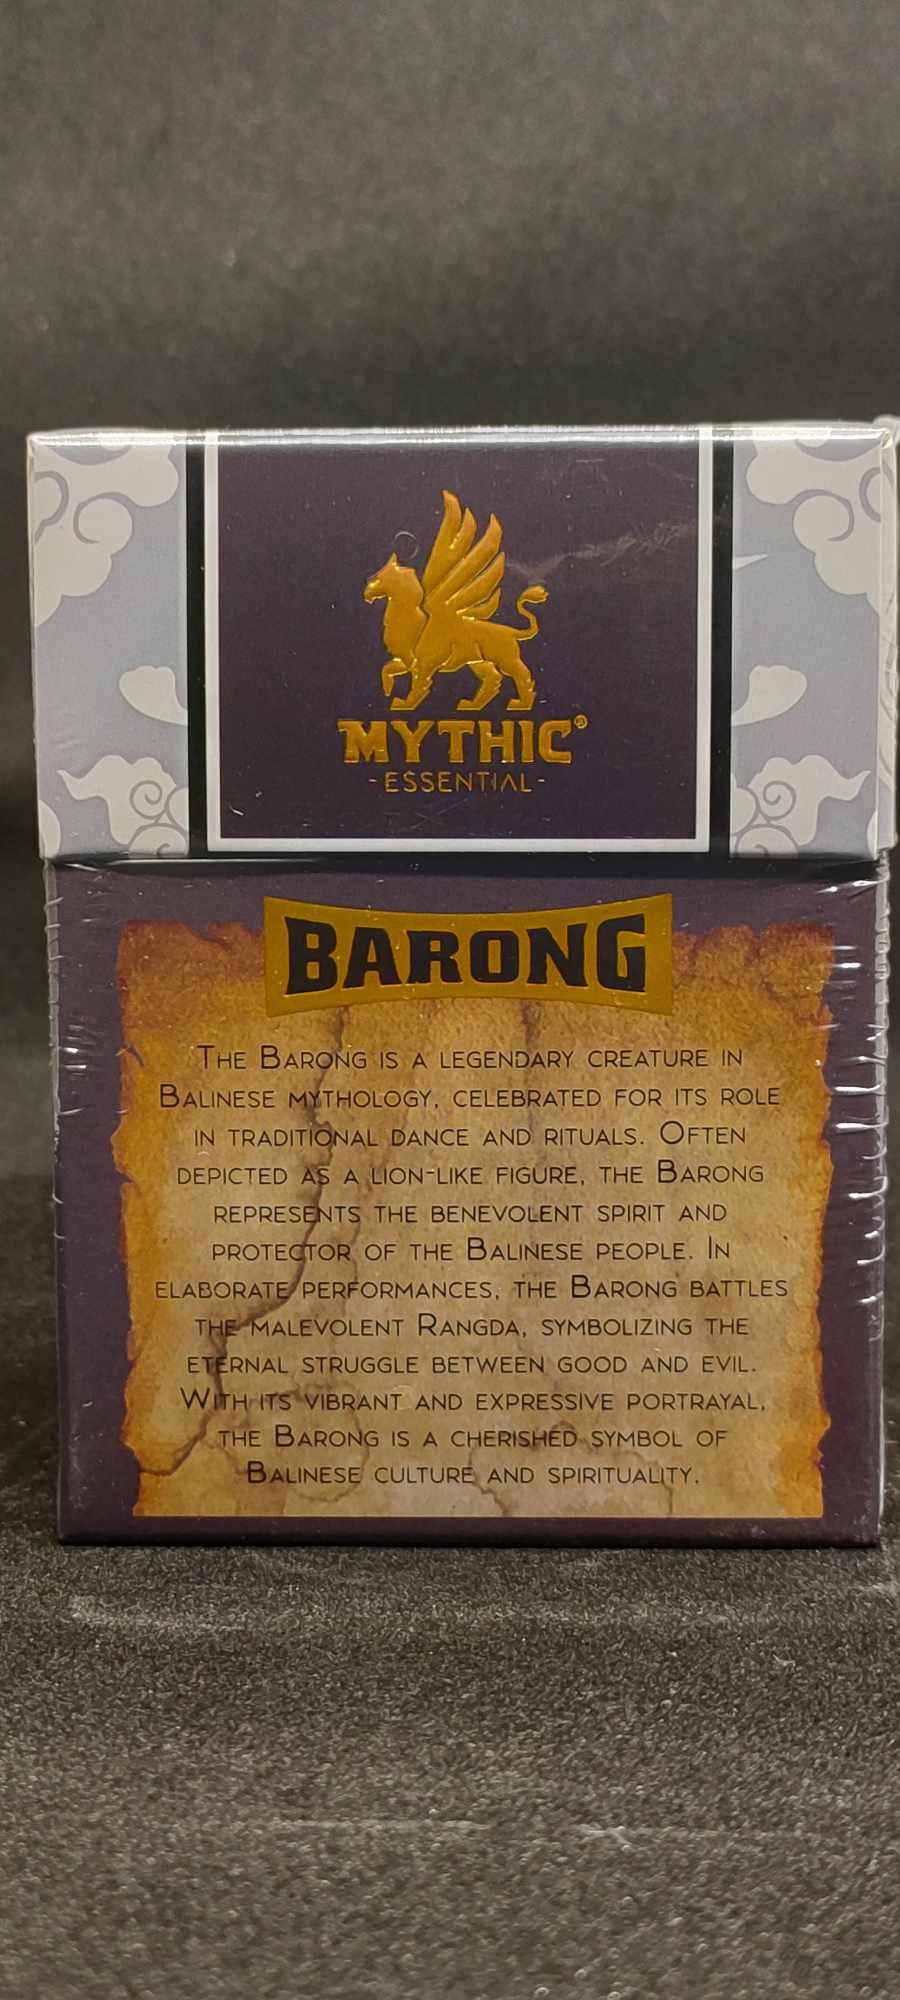 MYTHIC®
-ESSENTIAL-
BARONG
THE BARONG IS A LEGENDARY CREATURE IN
BALINESE MYTHOLOGY, CELEBRATED FOR ITS ROLE
IN TRADITIONAL DANCE AND RITUALS. OFTEN
DEPICTED AS A LION-LIKE FIGURE, THE BARONG
REPRESENTS THE BENEVOLENT SPIRIT AND
PROTECTOR OF THE BALINESE PEOPLE. IN
ELABORATE PERFORMANCES, THE BARONG BATTLES
THE MALEVOLENT RANGDA, SYMBOLIZING THE
ETERNAL STRUGGLE BETWEEN GOOD AND EVIL.
WITH ITS VIBRANT AND EXPRESSIVE PORTRAYAL,
THE BARONG IS A CHERISHED SYMBOL OF
BALINESE CULTURE AND SPIRITUALITY.